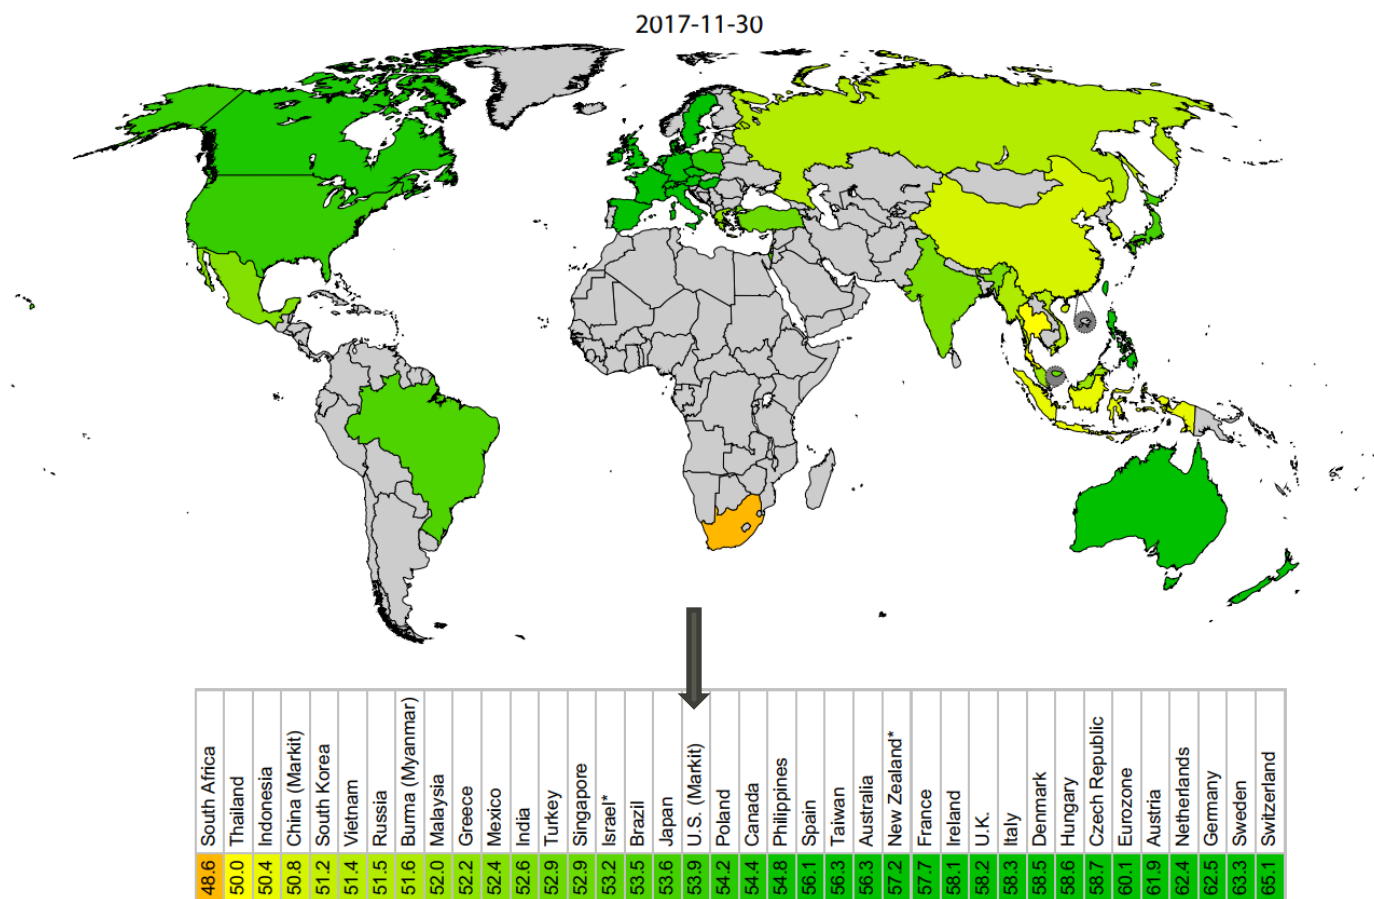 2017-11-30
South Africa
Thailand
Indonesia
China (Markit)
South Korea
Vietnam
Russia
Burma (Myanmar)
Malaysia
Greece
Mexico
India
Turkey
Singapore
Israel*
Brazil
Japan
U.S. (Markit)
Poland
Canada
Philippines
Spain
Taiwan
Australia
New Zealand*
France
Ireland
U.K.
Italy
Denmark
Hungary
Czech Republic
Eurozone
Austria
Netherlands
Germany
Sweden
Switzerland
48.6
50.0
50.4
50.8
51.2
51.4
51.5
51.6
52.0
52.2
52.4
52.6
52.9
52.9
53.2
53.5
53.6
53.9
54.2
54.4
54.8
56.1
56.3
56.3
57.2
57.7
58.1
58.2
58.3
58.5
58.6
58.7
60.1
61.9
62.4
62.5
63.3
65.1